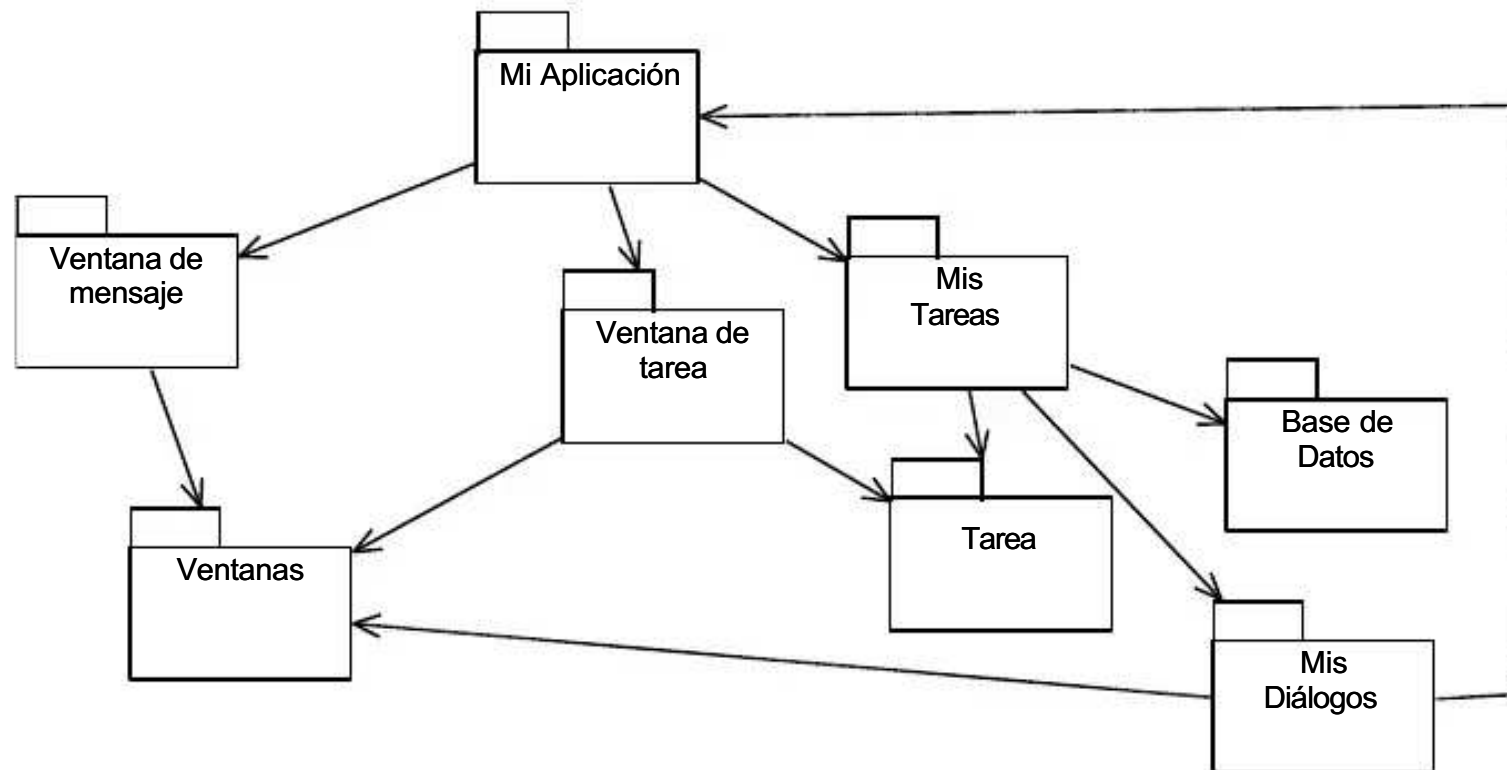 Mi Aplicación
Ventana de
mensaje
Ventana de
tarea
Mis
Tareas
Base de
Datos
Ventanas
Tarea
Mis
Diálogos